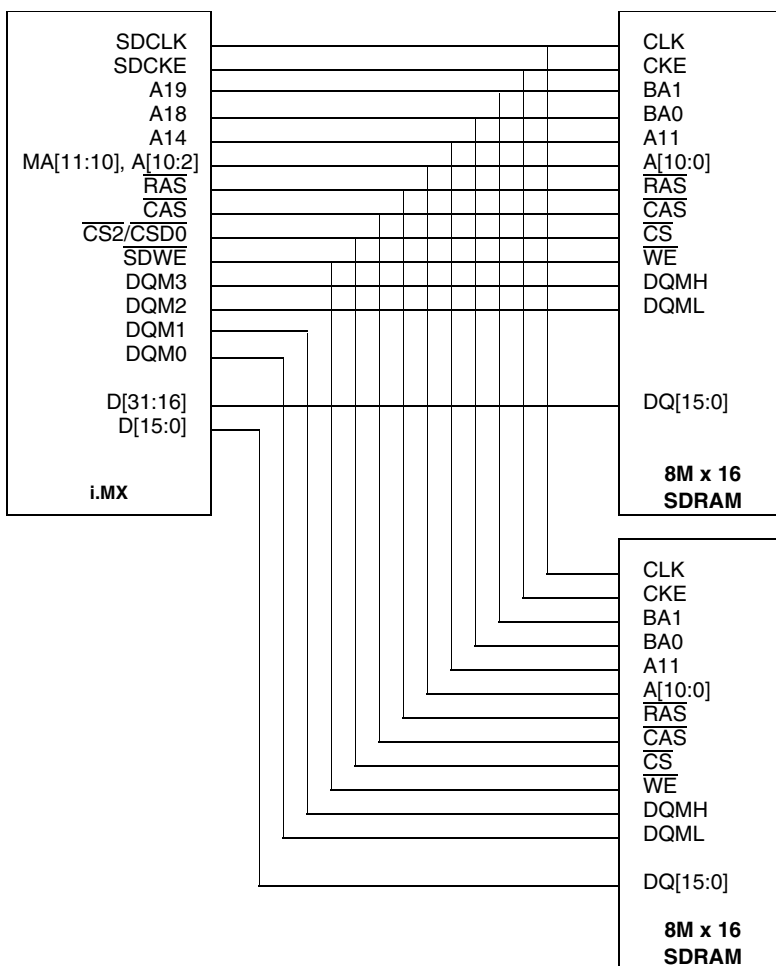 SDCLK
SDCKE
A19
A18
A14
MA[11:10], A[10:2]
RAS
CAS
CS2/CSD0
SDWE
DQM3
DQM2
DQM1
DQM0
D[31:16]
D[15:0]
i.MX
CLK
CKE
BA1
BA0
A11
A[10:0]
RAS
CAS
CS
WE
DQMH
DQML
DQ[15:0]
8M x 16
SDRAM
CLK
CKE
BA1
BA0
A11
A[10:0]
RAS
CAS
CS
WE
DQMH
DQML
DQ[15:0]
8M x 16
SDRAM